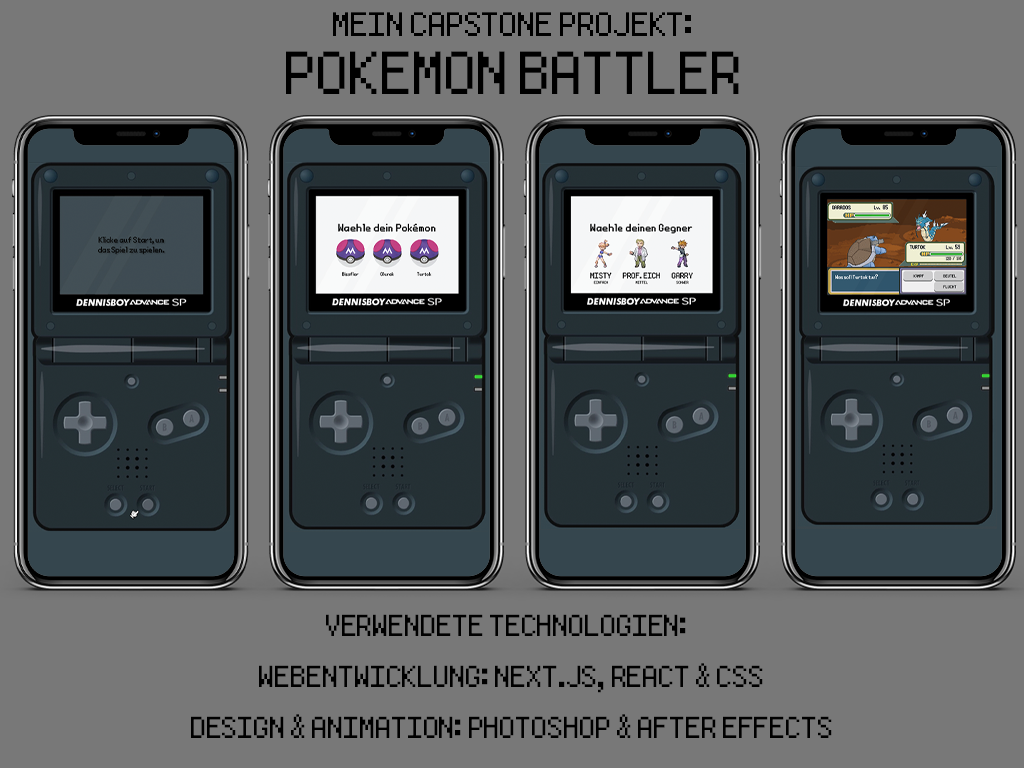 MEIN CAPSTONE PROJEKT:
POKEMON BATTLER
Klicke auf Start, um
das Spiel zu spielen.
DENNISBOY ADVANCE SP
Waehle dein Pokémon
Bisaflor Glurak Turtok
DENNISBOY ADVANCE SP
Waehle deinen Gegner
MISTY PROF. EICH GARRY
EINFACH MITTEL SCHWER
DENNISBOY ADVANCE SP
GARADOS Lv. 85
TURTOK
Was soll Turtok tun?
KAMPF BEUTEL
FLUCHT
DENNISBOY ADVANCE SP
B A
B A
B A
B A
VERWENDETE TECHNOLOGIEN:
WEBENTWICKLUNG: NEXT.JS, REACT & CSS
DESIGN & ANIMATION: PHOTOSHOP & AFTER EFFECTS